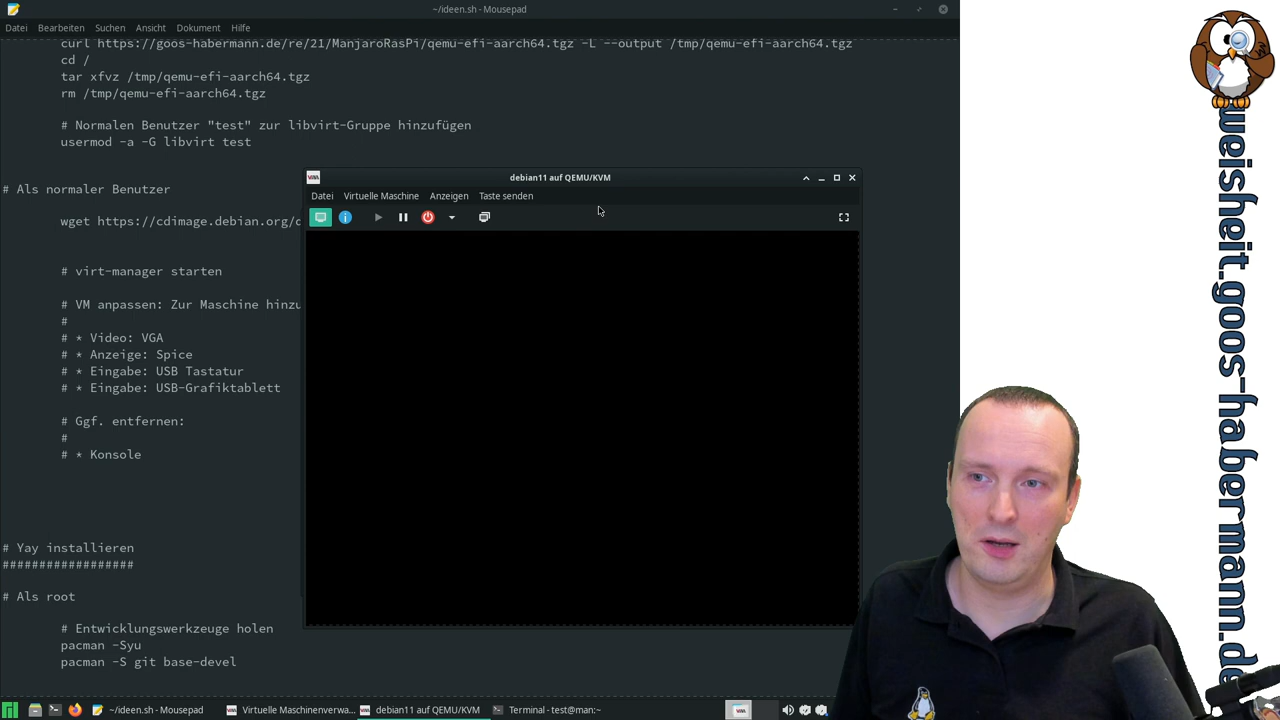 ~/ideen.sh - Mousepad
Datei Bearbeiten Suchen Ansicht Dokument Hilfe
curl https://goos-habermann.de/re/21/ManjaroRasPi/qemu-efi-aarch64.tgz -L --output /tmp/qemu-efi-aarch64.tgz
cd /
tar xfvz /tmp/qemu-efi-aarch64.tgz
rm /tmp/qemu-efi-aarch64.tgz
# Normalen Benutzer "test" zur libvirt-Gruppe hinzufügen
usermod -a -G libvirt test
# Als normaler Benutzer
wget https://cdimage.debian.org/c
# virt-manager starten
# VM anpassen: Zur Maschine hinzu
#
# * Video: VGA
# * Anzeige: Spice
# * Eingabe: USB Tastatur
# * Eingabe: USB-Grafiktablett
# Ggf. entfernen:
#
# * Konsole
# Yay installieren
##################
# Als root
# Entwicklungswerkzeuge holen
pacman -Syu
pacman -S git base-devel
debian11 auf QEMU/KVM
Datei Virtuelle Maschine Anzeigen Taste senden
~/ideen.sh - Mousepad Virtuelle Maschinenverwa... debian11 auf QEMU/KVM Terminal - test@man:~
weisheit.goos-habermann.de